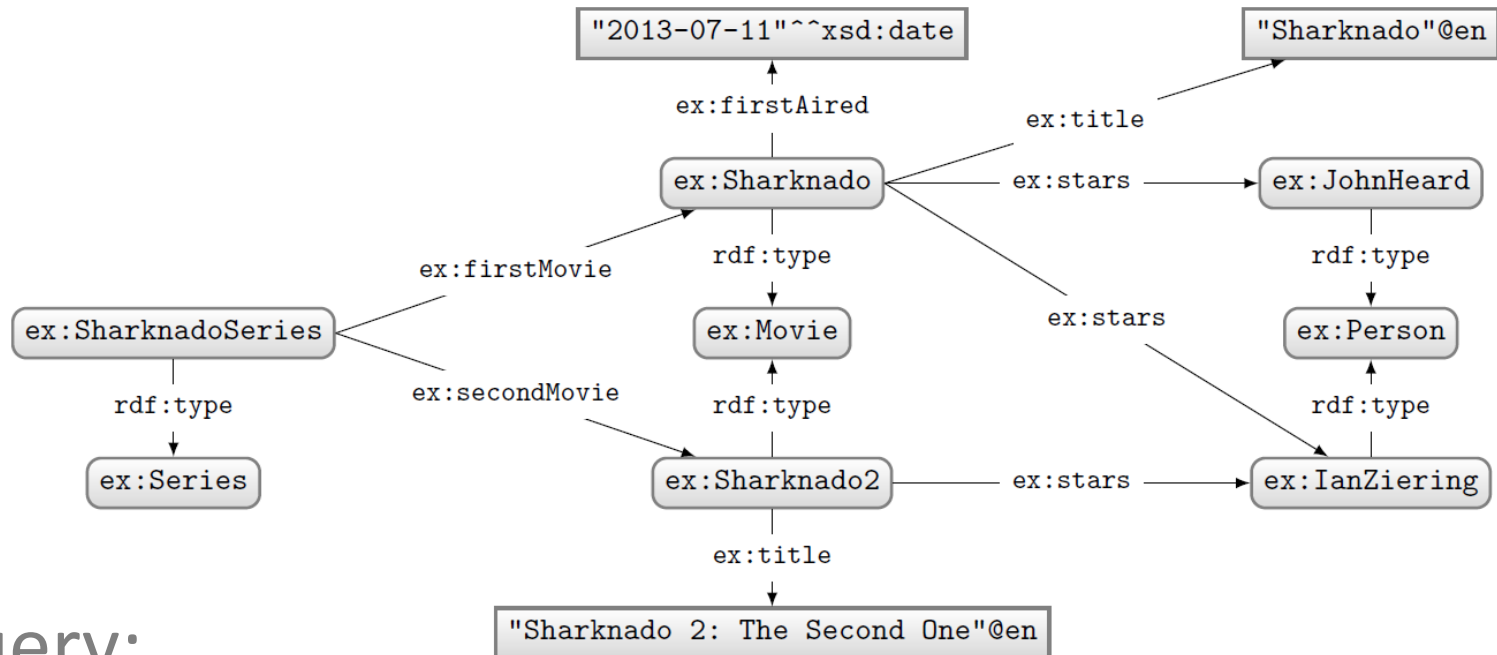 "2013-07-11"^^xsd:date
"Sharknado"@en
ex:firstAired
ex:title
ex:Sharknado
ex:stars
ex:JohnHeard
rdf:type
rdf:type
ex:firstMovie
ex:stars
ex:SharknadoSeries
ex:Movie
ex:Person
ex:secondMovie
rdf:type
rdf:type
rdf:type
ex:Series
ex:Sharknado2
ex:stars
ex:IanZiering
ex:title
"Sharknado 2: The Second One"@en